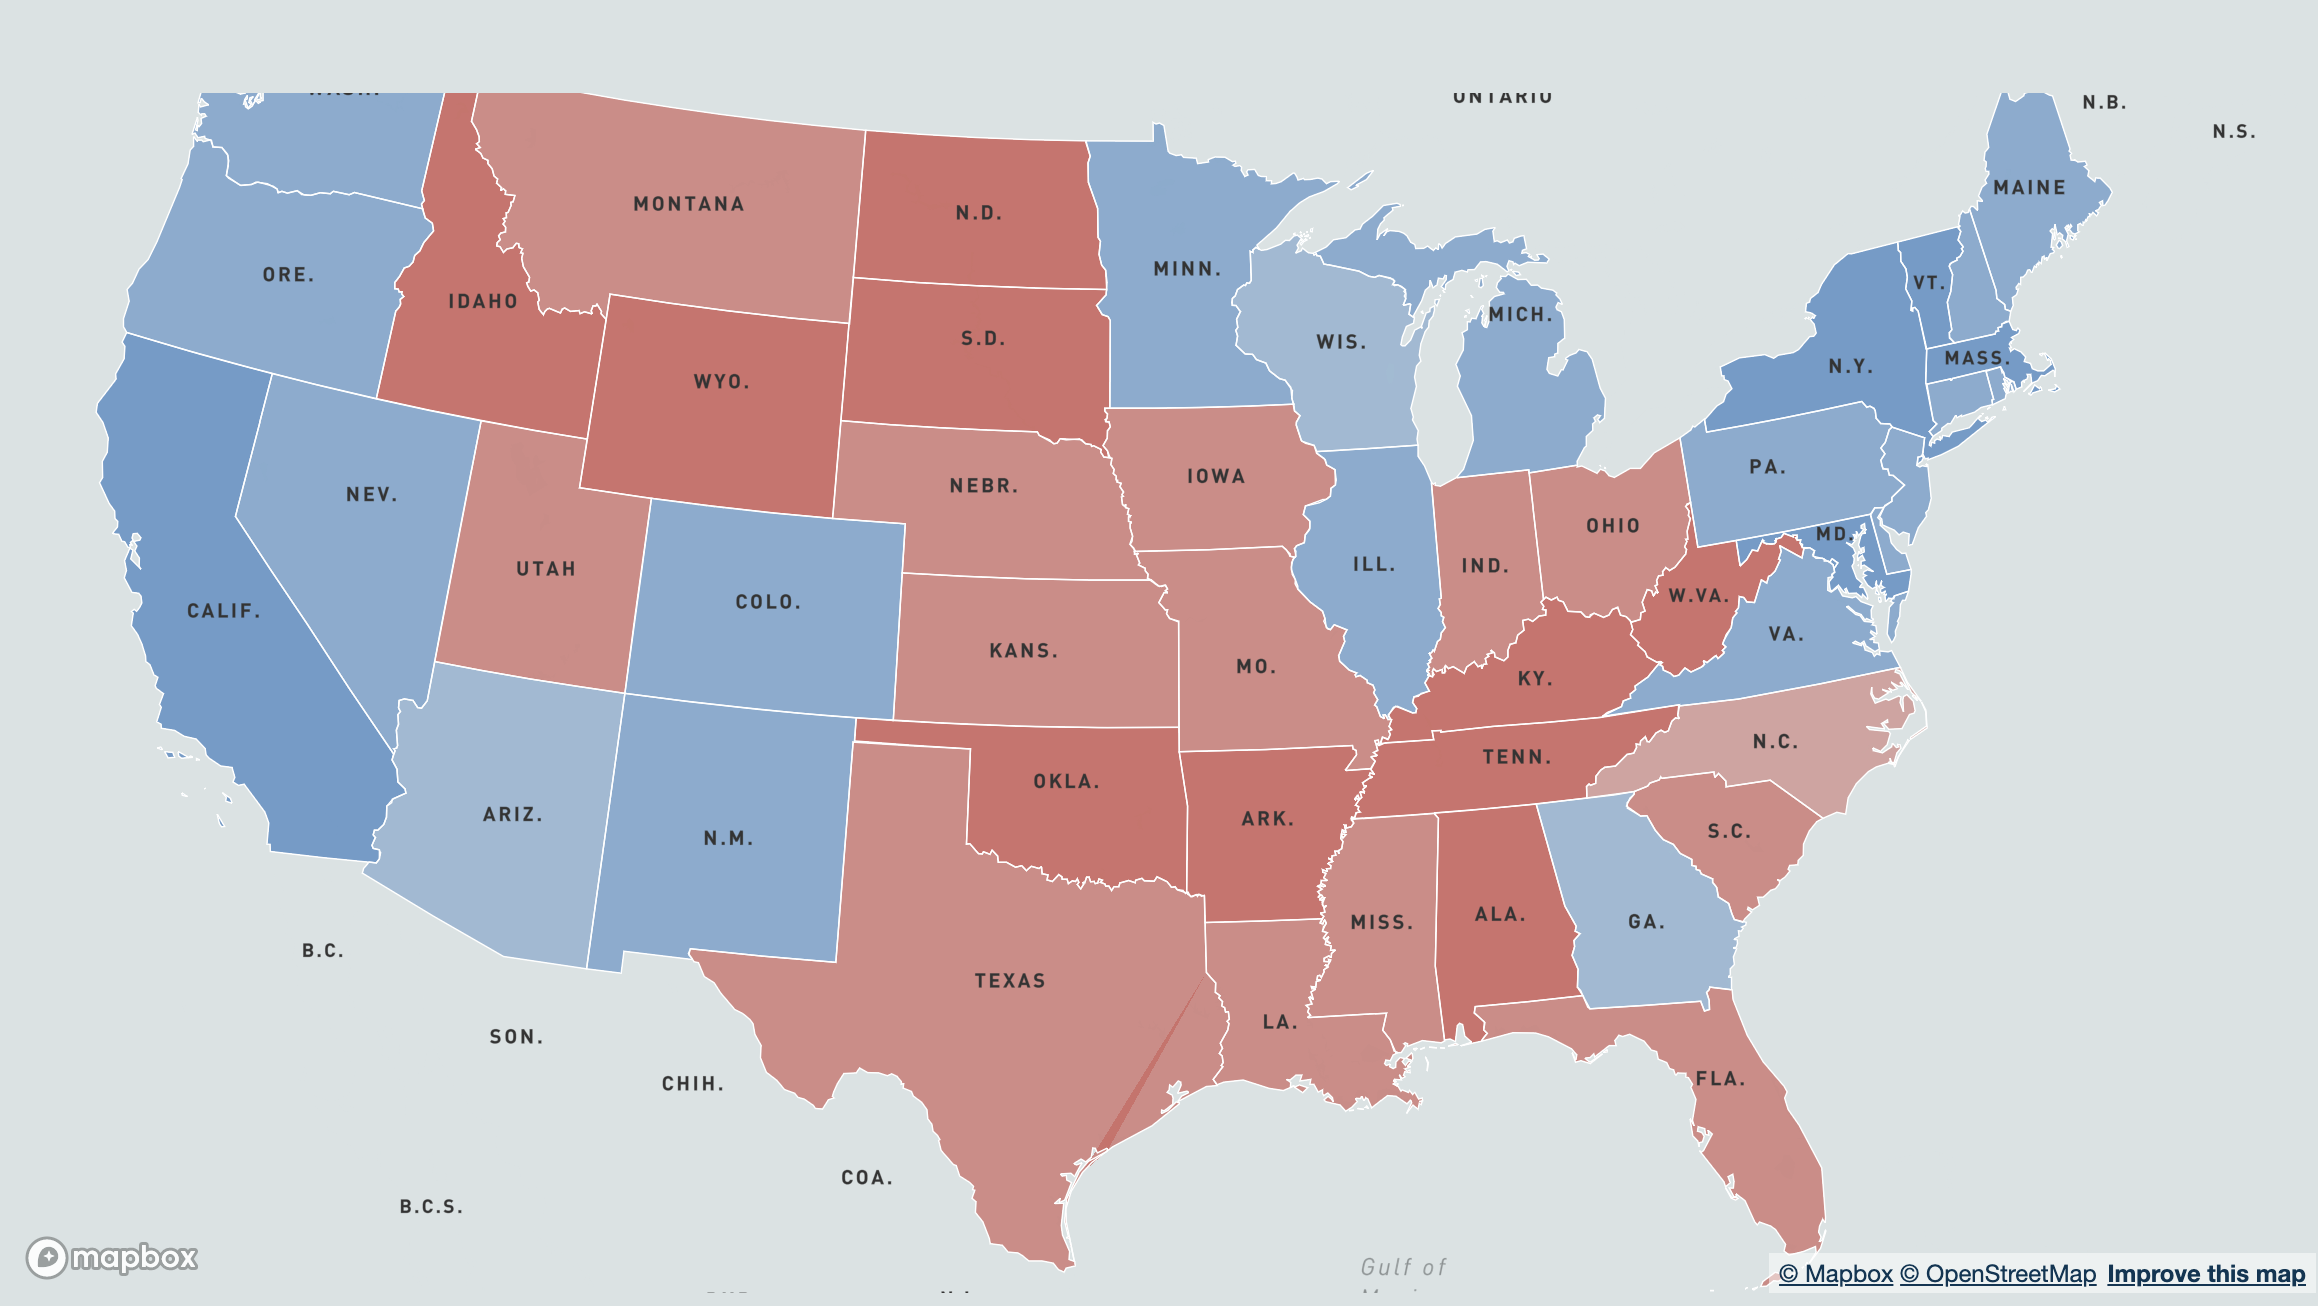 ONTARIO
N.B.
N.S.
MAINE
MONTANA
N.D.
MINN.
ORE.
IDAHO
VT.
S.D.
MICH.
WIS.
MASS.
N.Y.
WYO.
PA.
IOWA
NEBR.
NEV.
OHIO
MD.
IND.
ILL.
UTAH
W.VA.
COLO.
CALIF.
VA.
KANS.
MO.
KY.
N.C.
TENN.
OKLA.
ARIZ.
ARK.
S.C.
N.M.
ALA.
GA.
MISS.
B.C.
TEXAS
LA.
SON.
FLA.
CHIH.
COA.
B.C.S.
mapbox
Gulf of
© Mapbox © OpenStreetMap Improve this map